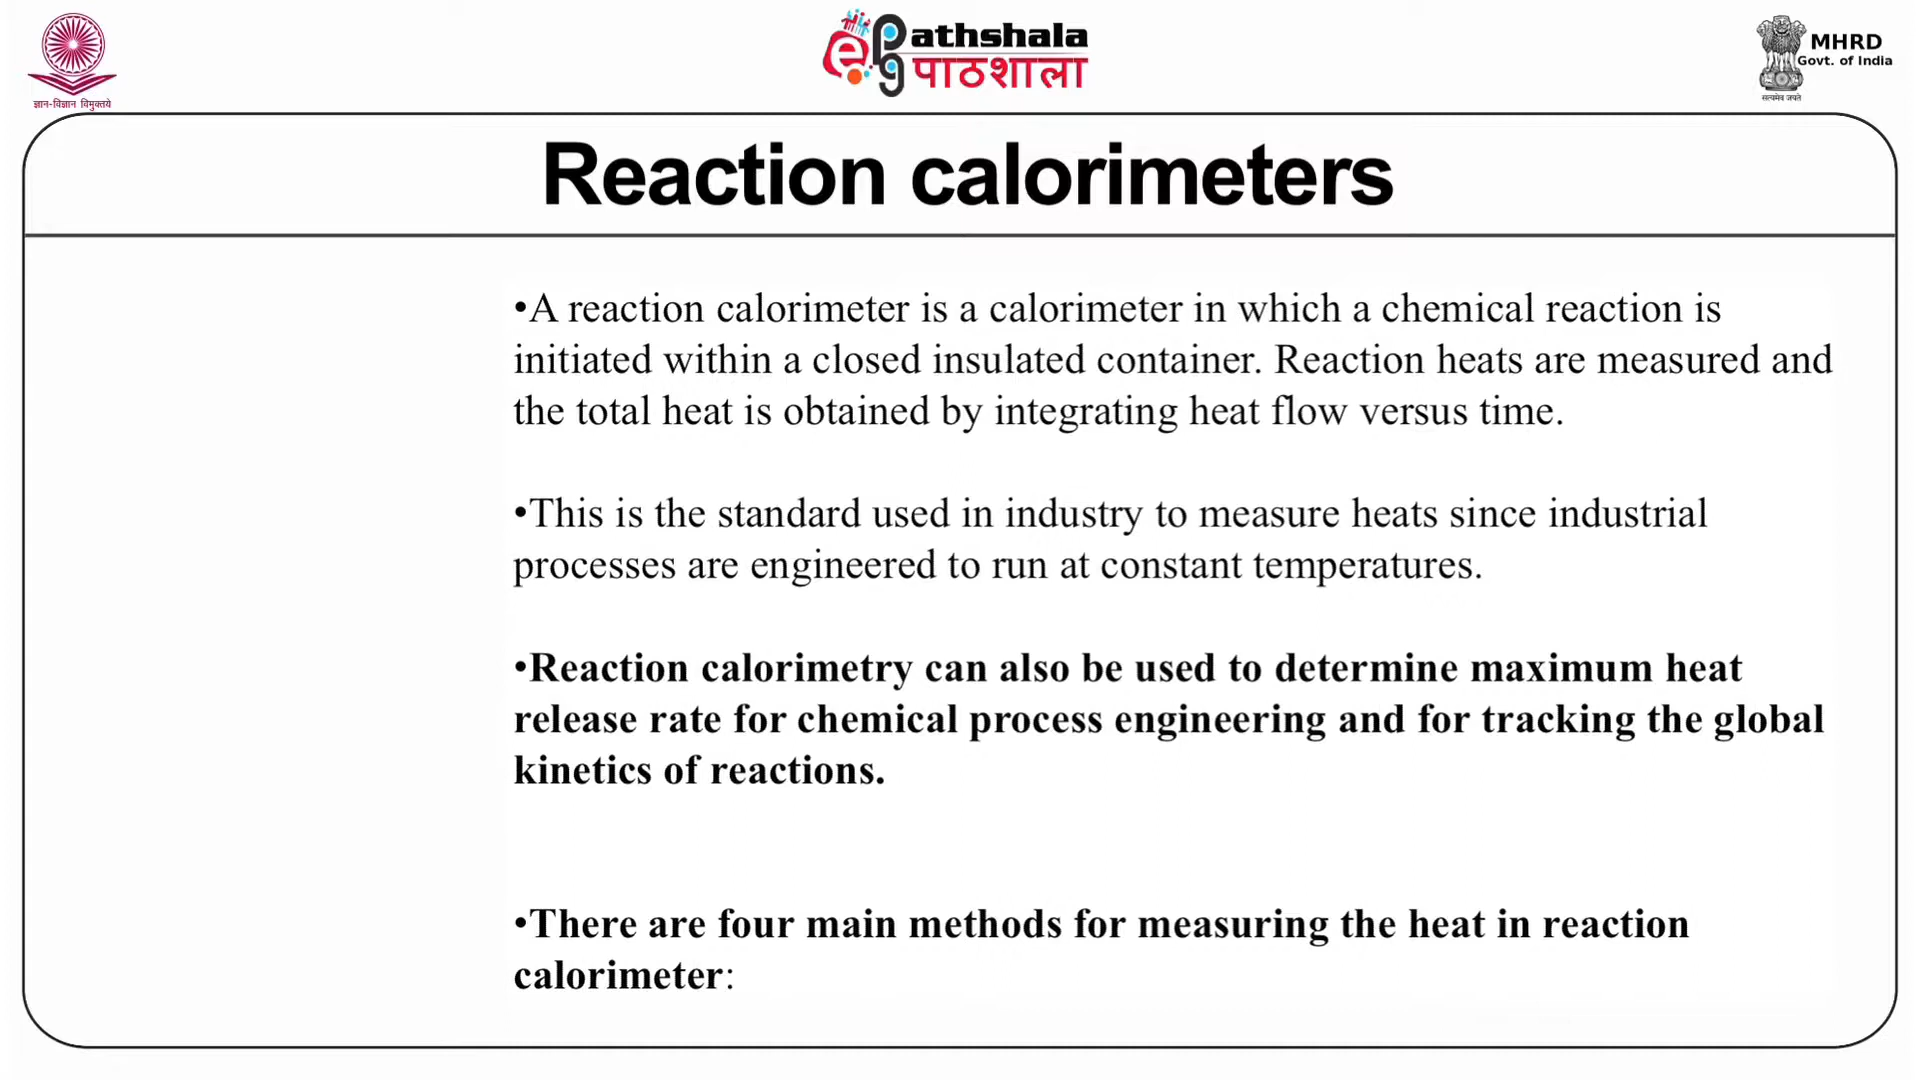 ज्ञान-विज्ञान विमुक्तये
ePgathshala
पाठशाला
MHRD
Govt. of India
सत्यमेव जयते
Reaction calorimeters
•A reaction calorimeter is a calorimeter in which a chemical reaction is
initiated within a closed insulated container. Reaction heats are measured and
the total heat is obtained by integrating heat flow versus time.
•This is the standard used in industry to measure heats since industrial
processes are engineered to run at constant temperatures.
•Reaction calorimetry can also be used to determine maximum heat
release rate for chemical process engineering and for tracking the global
kinetics of reactions.
•There are four main methods for measuring the heat in reaction
calorimeter: